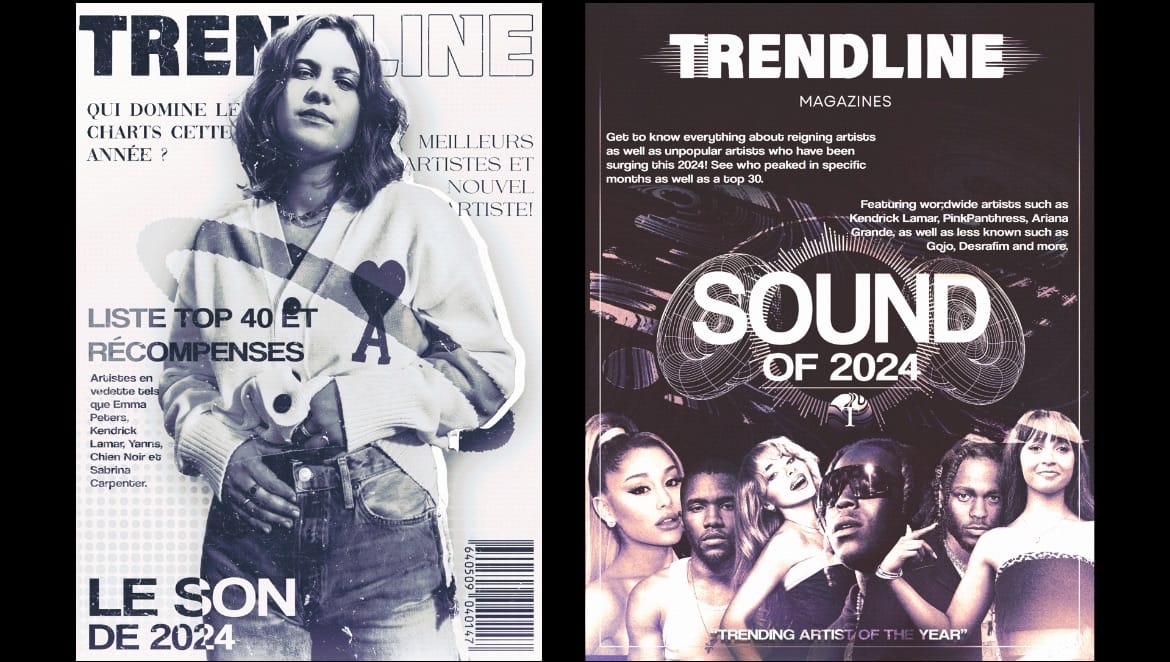 TRENDLINE
QUI DOMINE LE
CHARTS CETTE
ANNÉE ?
MEILLEURS
ARTISTES ET
NOUVEL
ARTISTE!
LISTE TOP 40 ET
RÉCOMPENSES
Artistes en
vedette tels
que Emma
Peters,
Kendrick
Lamar, Yanns,
Chien Noir et
Sabrina
Carpenter.
A
LE SON
DE 2024
640509 040147
TRENDLINE
MAGAZINES
Get to know everything about reigning artists
as well as unpopular artists who have been
surging this 2024! See who peaked in specific
months as well as a top 30.
Featuring wor;dwide artists such as
Kendrick Lamar, PinkPanthress, Ariana
Grande, as well as less known such as
Gojo, Desrafim and more.
SOUND
OF 2024
T
"TRENDING ARTIST OF THE YEAR"